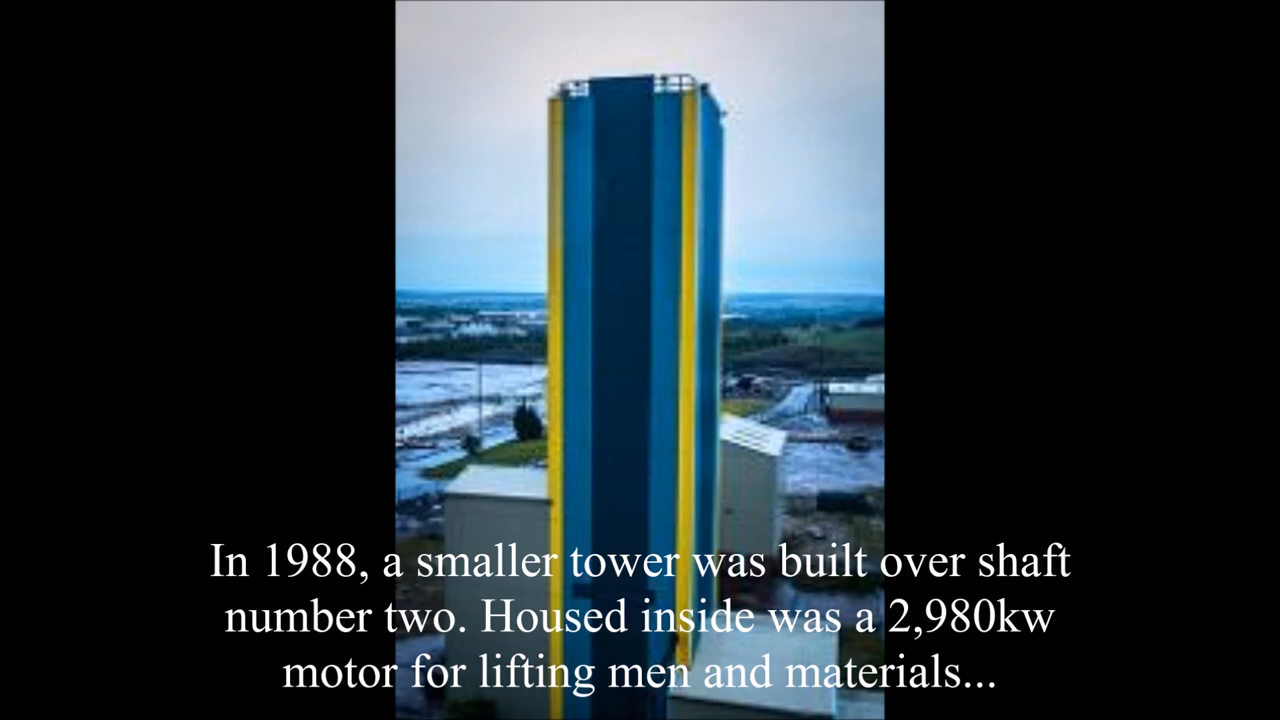 In 1988, a smaller tower was built over shaft
number two. Housed inside was a 2,980kw
motor for lifting men and materials...